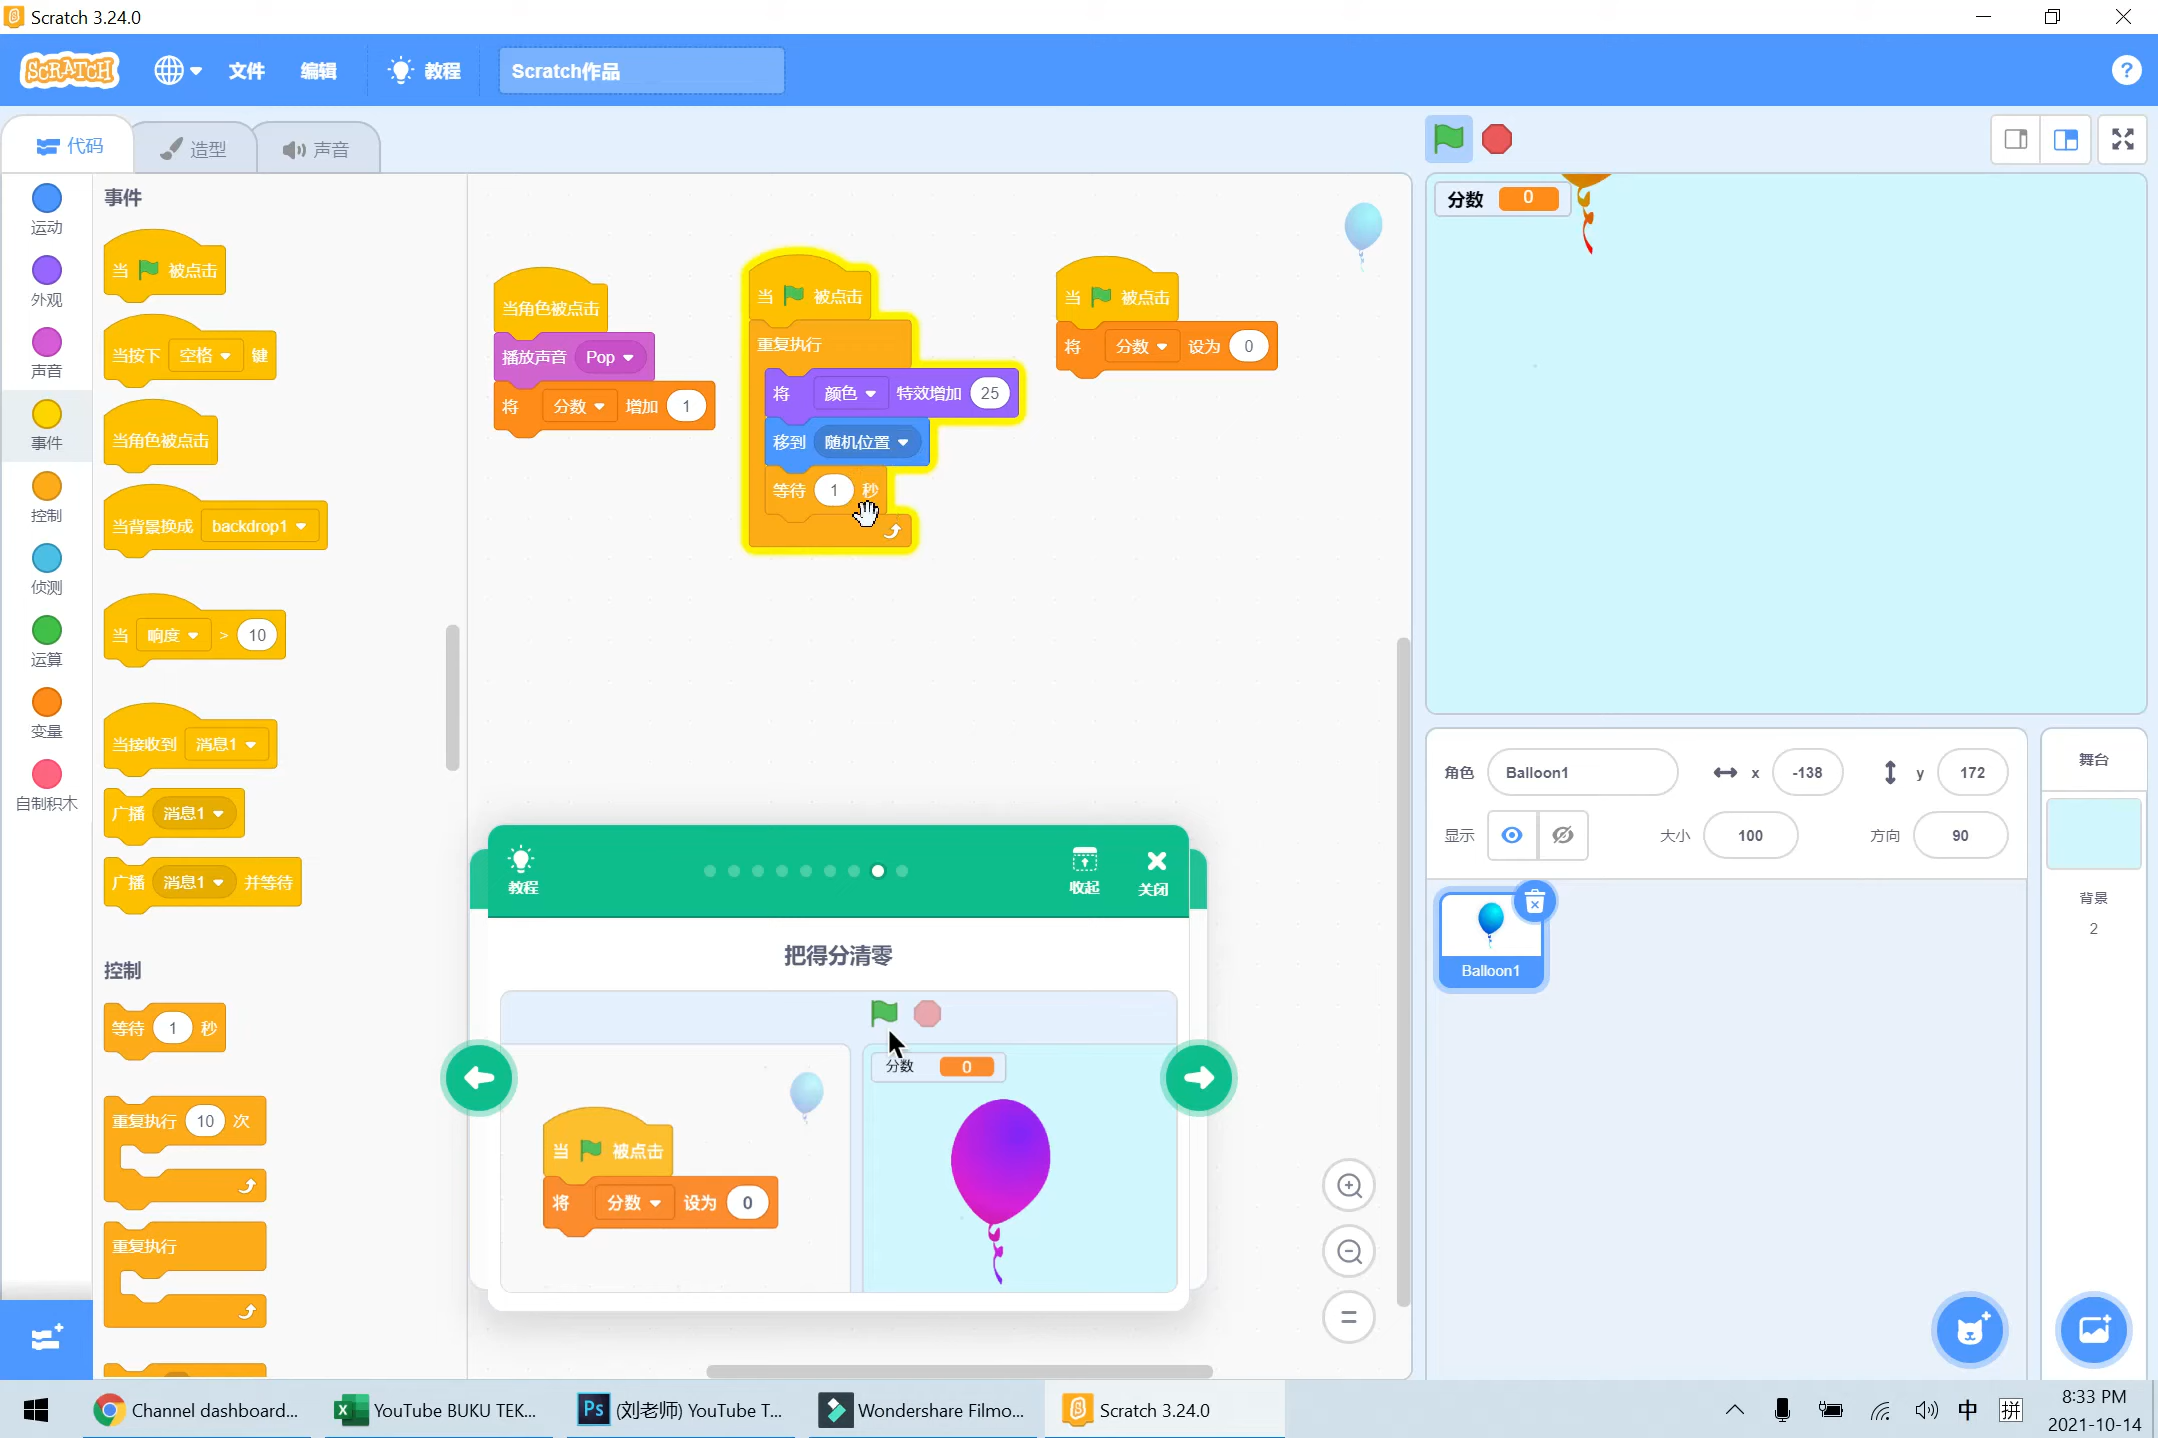 Scratch 3.24.0
SCRATCH
文件
编辑
教程
Scratch作品
?
代码
造型
声音
运动
外观
声音
事件
控制
侦测
运算
变量
自制积木
事件
当 被点击
当按下 空格 键
当角色被点击
当背景换成 backdrop1
当 响度 > 10
当接收到 消息1
广播 消息1
广播 消息1 并等待
控制
等待 1 秒
重复执行 10 次
重复执行
当角色被点击
播放声音 Pop
将 分数 增加 1
当 被点击
重复执行
将 颜色 特效增加 25
移到 随机位置
等待 1 秒
当 被点击
将 分数 设为 0
教程
收起
关闭
把得分清零
分数 0
当 被点击
将 分数 设为 0
分数 0
角色 Balloon1 x -138 y 172
显示 大小 100 方向 90
Balloon1
舞台
背景
2
Channel dashboard...
YouTube BUKU TEK...
Ps (刘老师) YouTube T...
Wondershare Filmo...
Scratch 3.24.0
中
拼
8:33 PM
2021-10-14